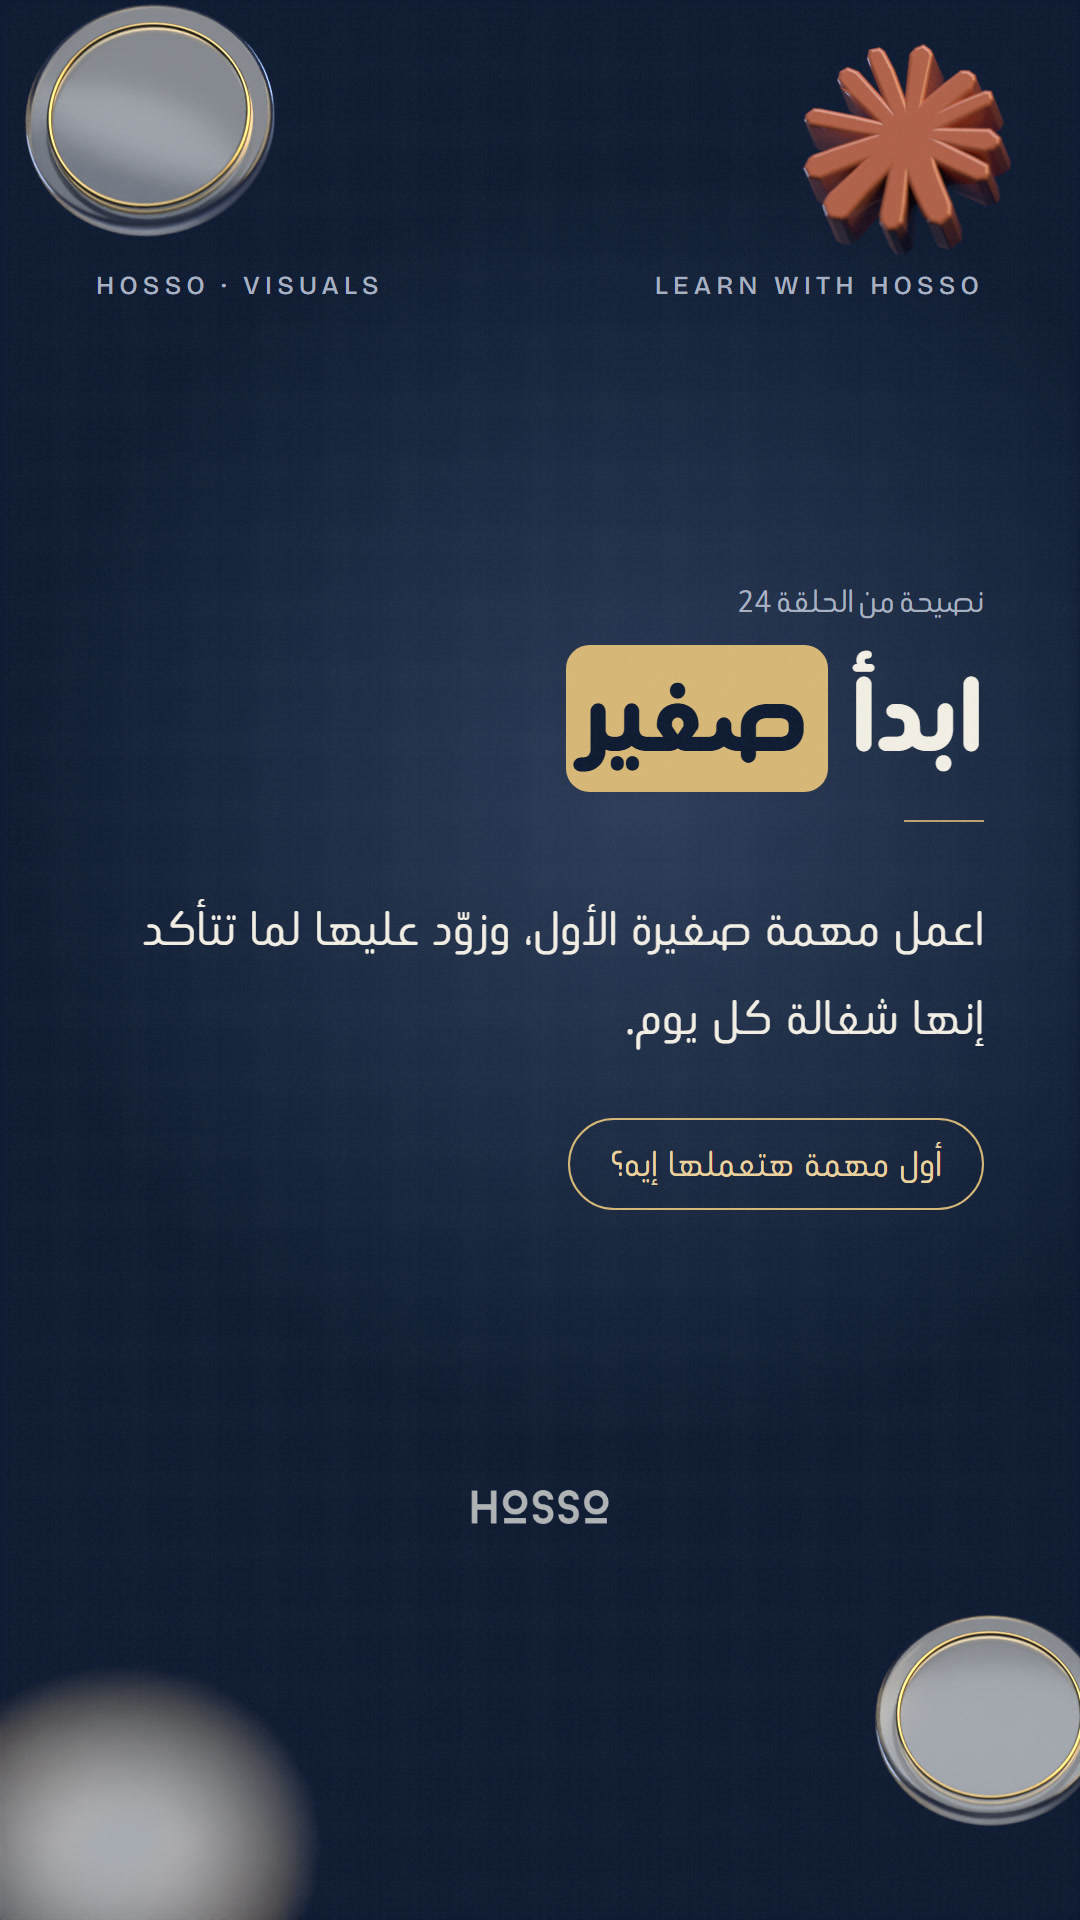 HOSSO · VISUALS
LEARN WITH HOSSO
نصيحة من الحلقة 24
ابدأ صغير
اعمل مهمة صغيرة الأول، وزوّد عليها لما تتأكد
إنها شغالة كل يوم.
أول مهمة هتعملها إيه؟
HOSSO